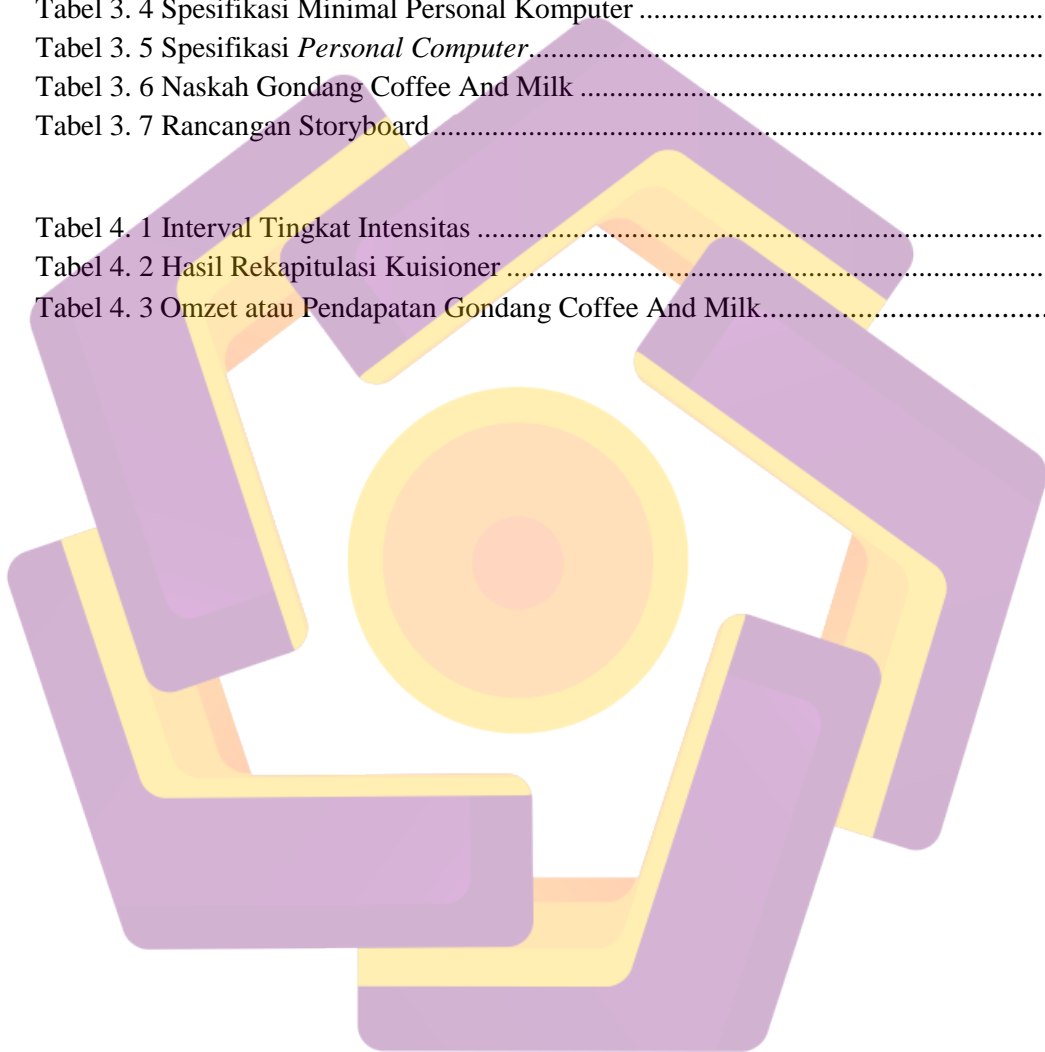 Tabel 3. 4 Spesifikasi Minimal Personal Komputer ........................................................
Tabel 3. 5 Spesifikasi Personal Computer........................................................................
Tabel 3. 6 Naskah Gondang Coffee And Milk ................................................................
Tabel 3. 7 Rancangan Storyboard......................................................................................
Tabel 4. 1 Interval Tingkat Intensitas ................................................................................
Tabel 4. 2 Hasil Rekapitulasi Kuisioner............................................................................
Tabel 4. 3 Omzet atau Pendapatan Gondang Coffee And Milk........................................